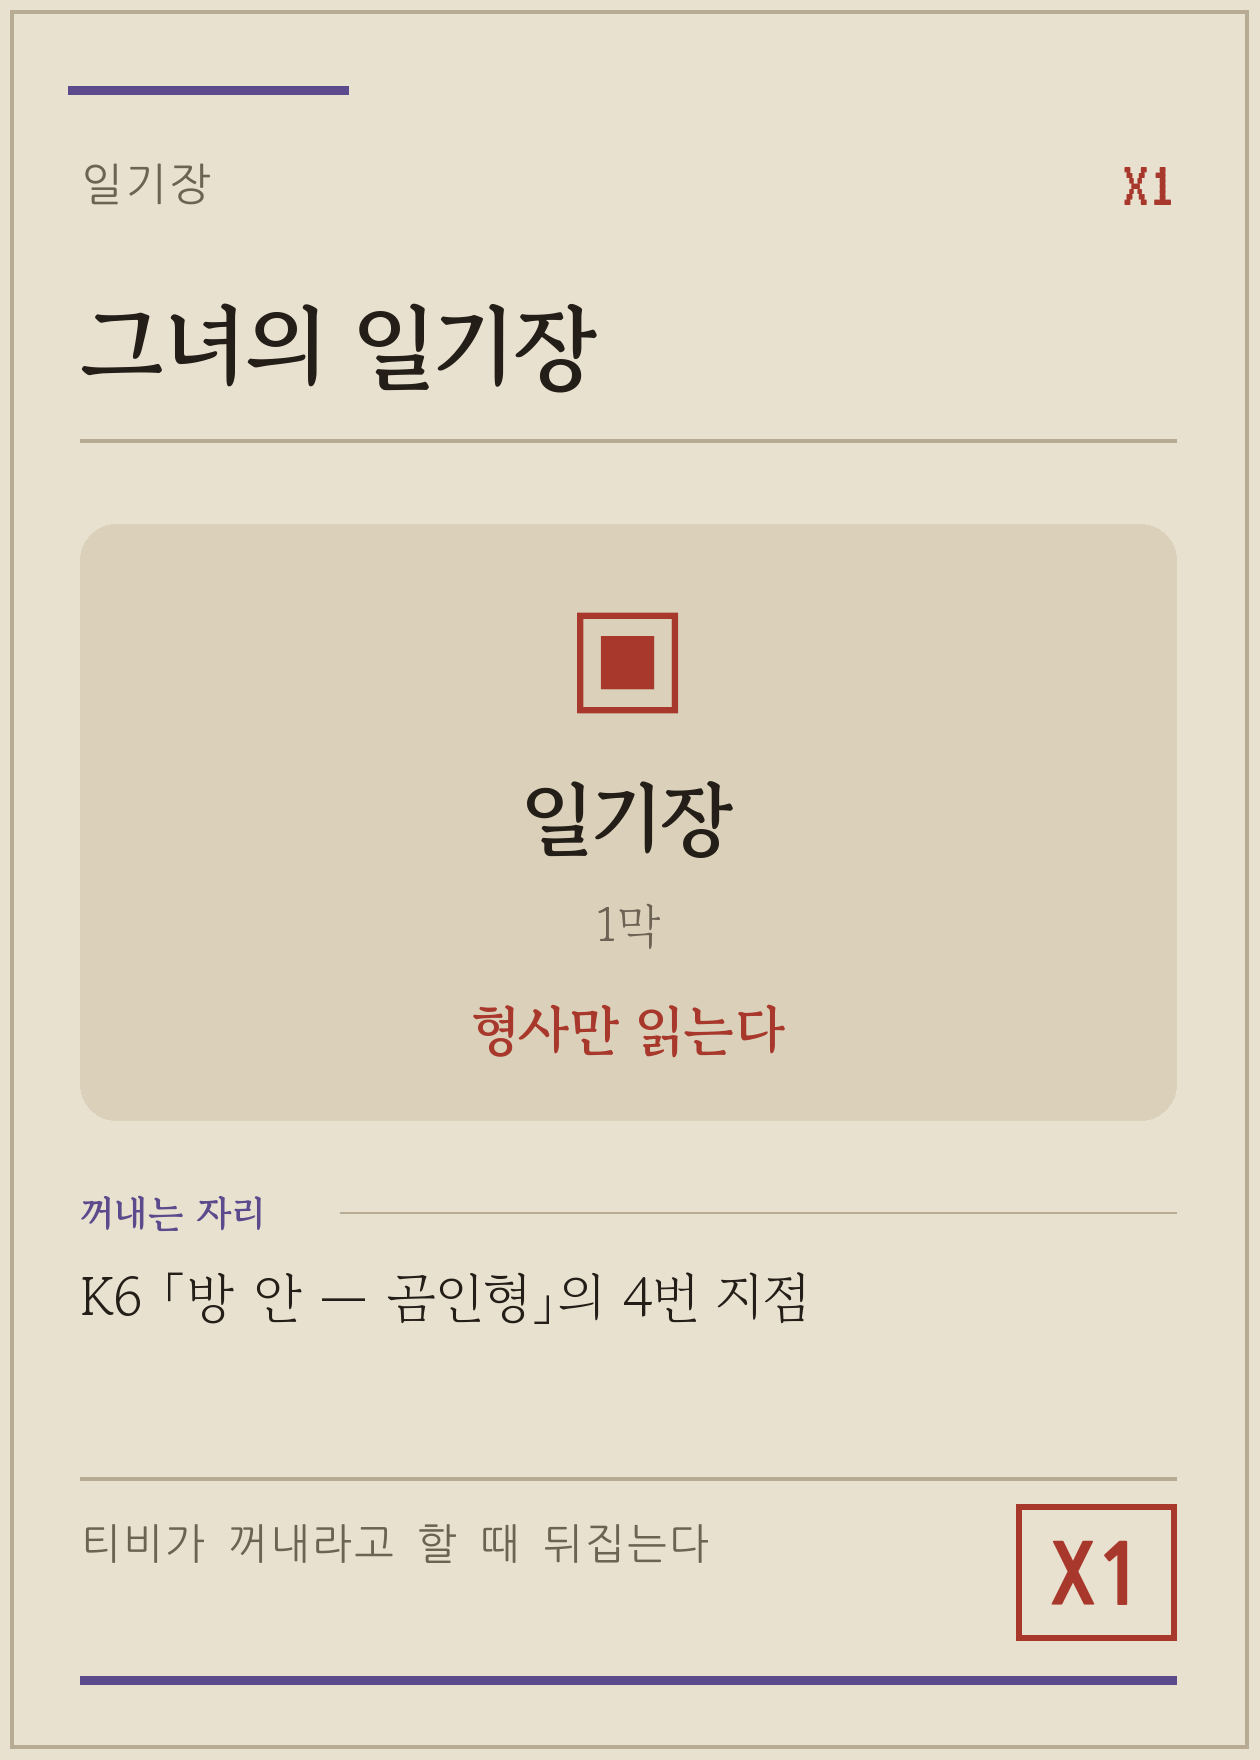 일기장
X1
그녀의 일기장
일기장
1막
형사만 읽는다
꺼내는 자리
K6「방 안 — 곰인형」의 4번 지점
티비가 꺼내라고 할 때 뒤집는다
X1